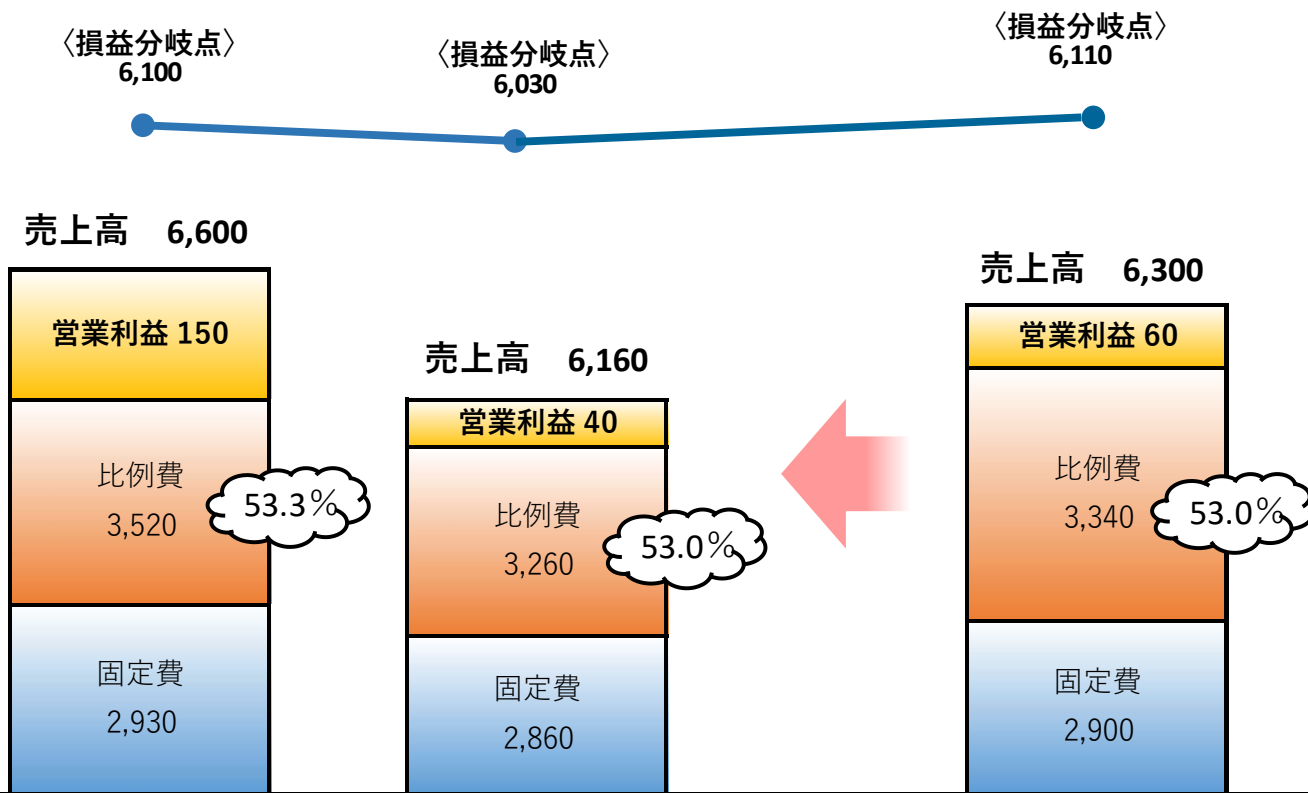 〈損益分岐点〉
6,100
〈損益分岐点〉
6,030
〈損益分岐点〉
6,110
売上高 6,600
営業利益 150
比例費
3,520
53.3％
固定費
2,930
売上高 6,160
営業利益 40
比例費
3,260
53.0％
固定費
2,860
売上高 6,300
営業利益 60
比例費
3,340
53.0％
固定費
2,900